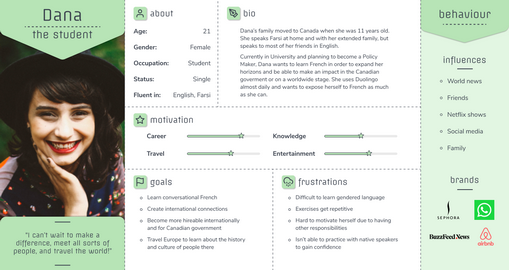 Dana
the student
"I can't wait to make a
difference, meet all sorts of
people, and travel the world!"
about
Age: 21
Gender: Female
Occupation: Student
Status: Single
Fluent in: English, Farsi
bio
Dana's family moved to Canada when she was 11 years old.
She speaks Farsi at home and with her extended family, but
speaks to most of her friends in English.
Currently in University and planning to become a Policy
Maker, Dana wants to learn French in order to expand her
horizons and be able to make an impact in the Canadian
goverment or on a worldwide stage. She uses Duolingo
almost daily and wants to expose herself to French as much
as she can.
motivation
Career
Knowledge
Travel
Entertainment
goals
Learn conversational French
Create international connections
Become more hireable internationally
and for Canadian government
Travel Europe to learn about the history
and culture of people there
frustrations
Difficult to learn gendered language
Exercises get repetitive
Hard to motivate herself due to having
other responsibilities
Isn't able to practice with native speakers
to gain confidence
behaviour
influences
World news
Friends
Netflix shows
Social media
Family
brands
SEPHORA
BuzzFeed News
airbnb